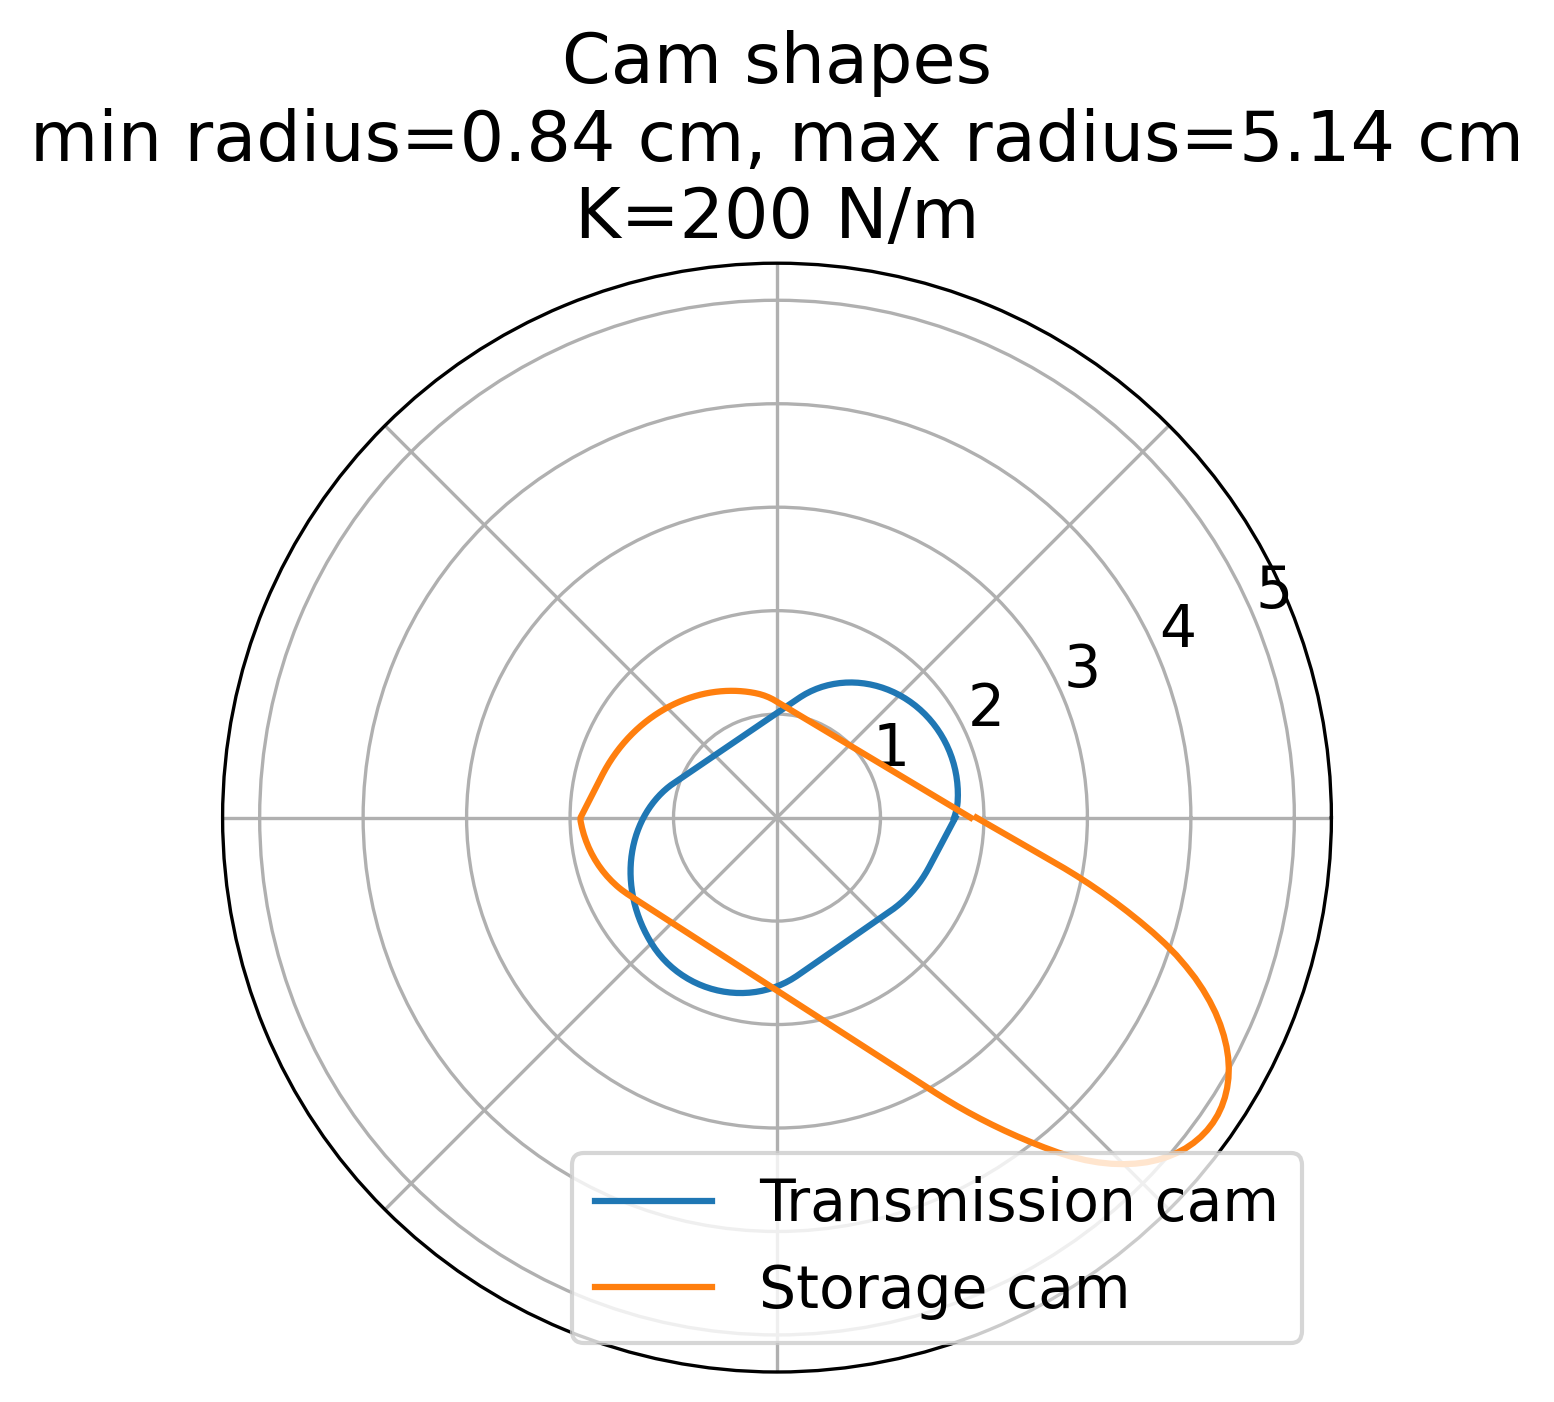 Cam shapes
min radius=0.84 cm, max radius=5.14 cm
K=200 N/m
5
4
3
2
1
Transmission cam
Storage cam